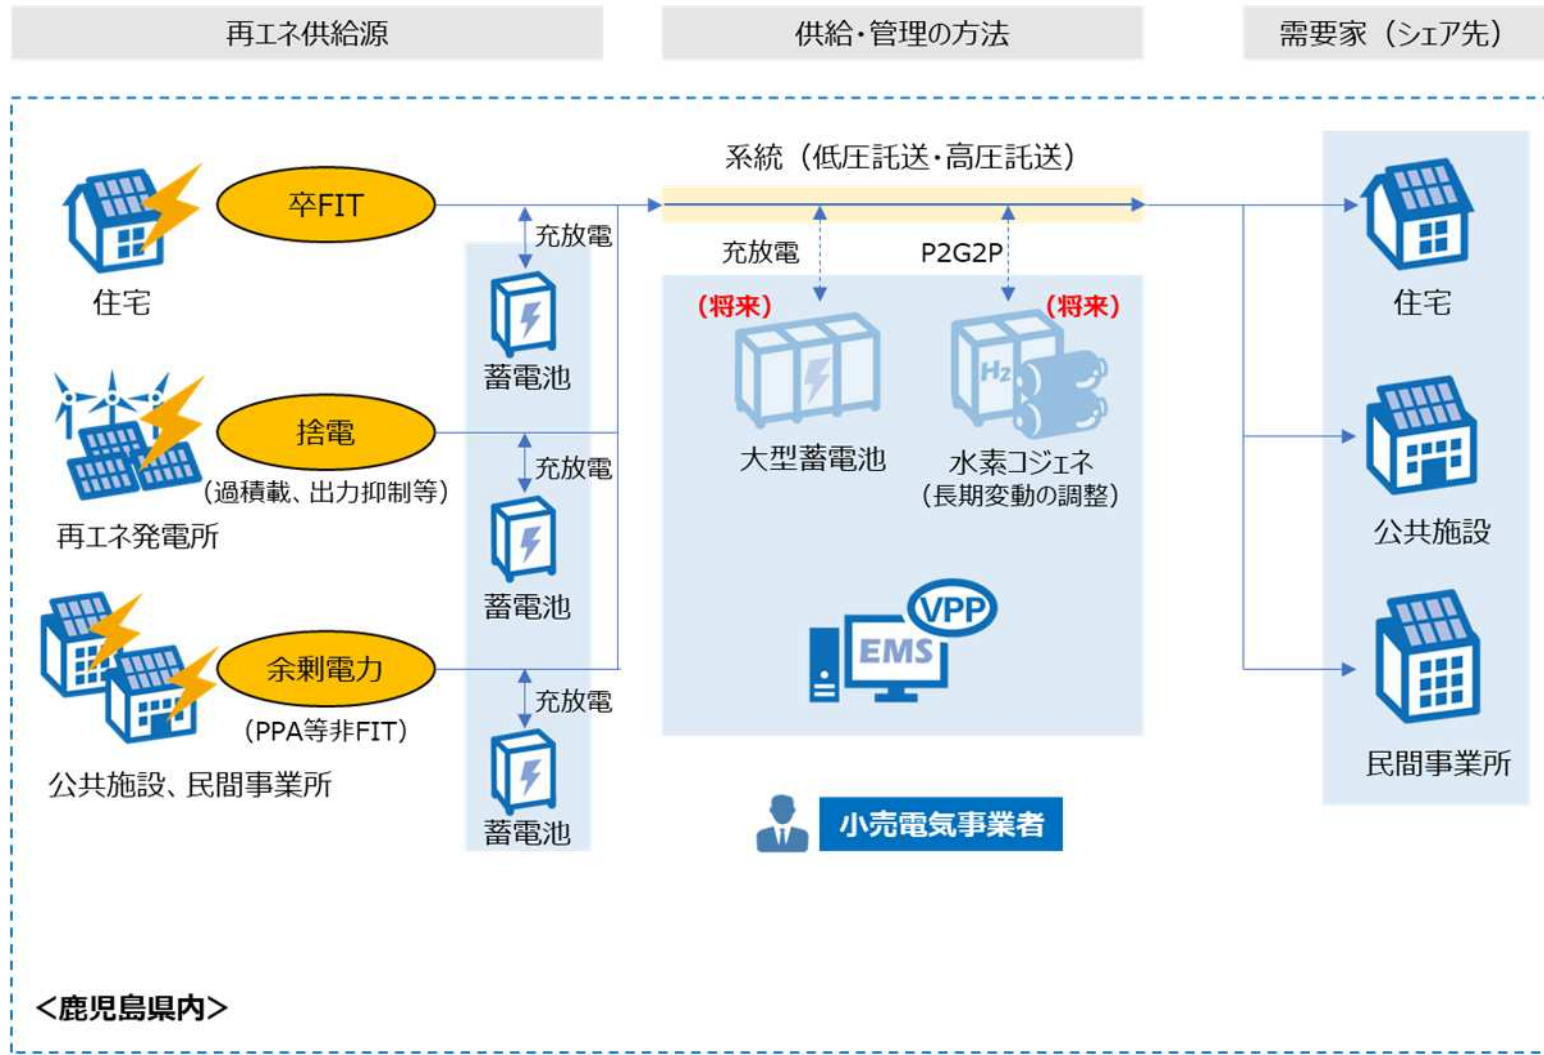 再エネ供給源
供給・管理の方法
需要家（シェア先）
系統（低圧託送・高圧託送）
卒FIT
充放電
住宅
蓄電池
捨電
（過積載、出力抑制等）
再エネ発電所
充放電
蓄電池
余剰電力
（PPA等非FIT）
公共施設、民間事業所
充放電
蓄電池
充放電
P2G2P
（将来）
（将来）
H2
大型蓄電池
水素コジェネ
（長期変動の調整）
VPP
EMS
小売電気事業者
住宅
公共施設
民間事業所
＜鹿児島県内＞